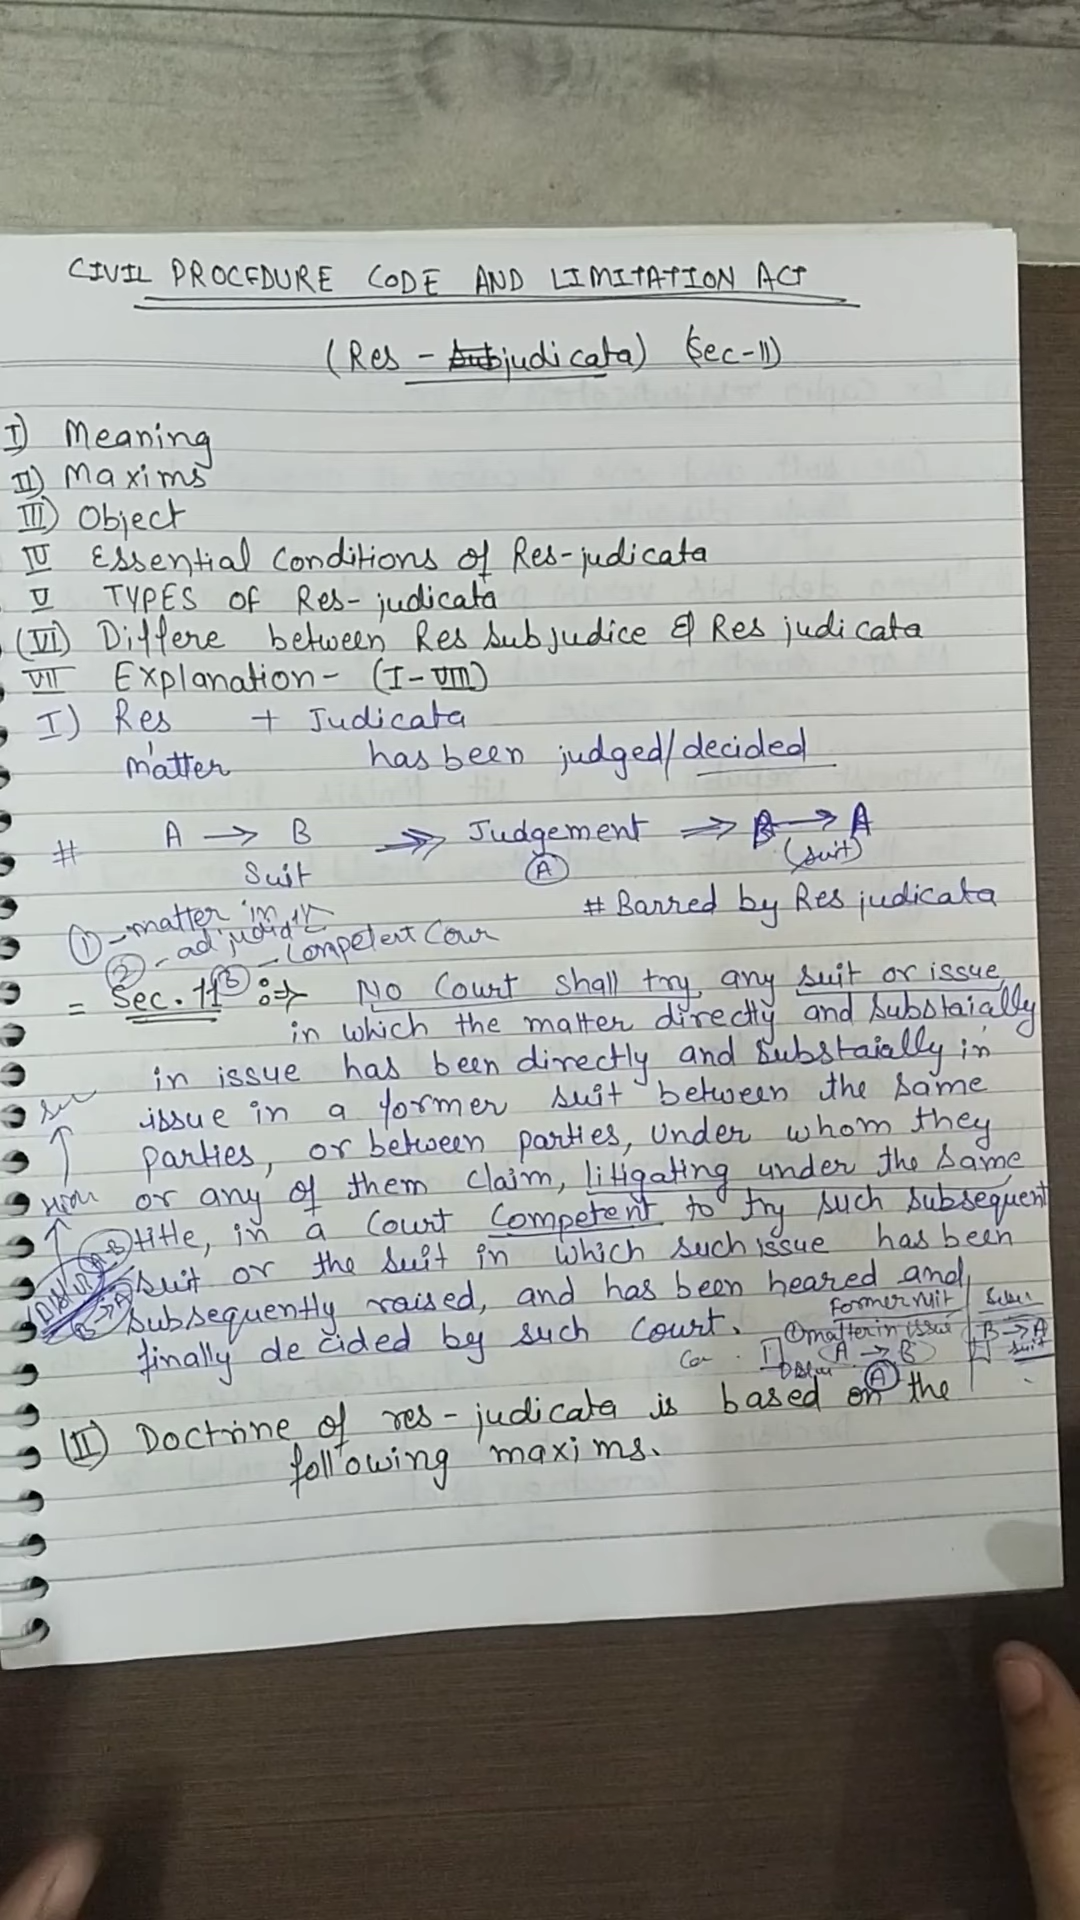 CIVIL PROCEDURE CODE AND LIMITATION ACT
(Res - judicata) (Sec-11)
I) Meaning
II) Maxims
III) Object
IV Essential Conditions of Res-judicata
V TYPES of Res-judicata
(VI) Differe between Res Subjudice & Res judicata
VII Explanation- (I-VIII)
I) Res + Judicata
matter has been judged/decided
# A → B ⇒ Judgement ⇒ B → A
Suit (A) (suit)
# Barred by Res judicata
① - matter in
② - adjudi
③ - Competent Cour
= Sec. 11 :⇒ No Court shall try any suit or issue
in which the matter directly and substaially
in issue has been directly and substaially in
issue in a former suit between the same
parties, or between parties, under whom they
or any of them claim, litigating under the same
title, in a Court Competent to try such subsequent
suit or the suit in which such issue has been
subsequently raised, and has been heared and
finally decided by such Court.
former suit
① matter in issue B → A
A → B suit
(A)
(II) Doctrine of res-judicata is based on the
following maxims.